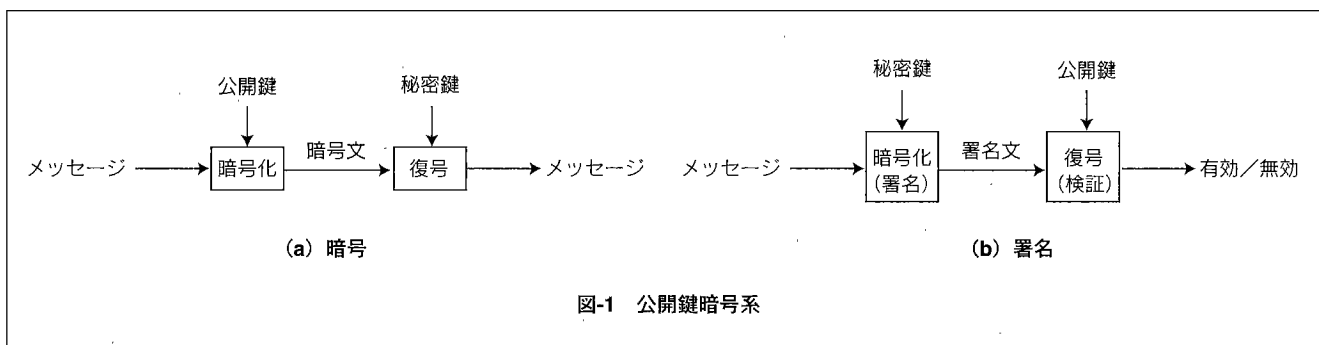 公開鍵
秘密鍵
メッセージ
暗号化
暗号文
復号
メッセージ
(a) 暗号
秘密鍵
公開鍵
メッセージ
暗号化
(署名)
署名文
復号
(検証)
有効/無効
(b) 署名
図-1 公開鍵暗号系